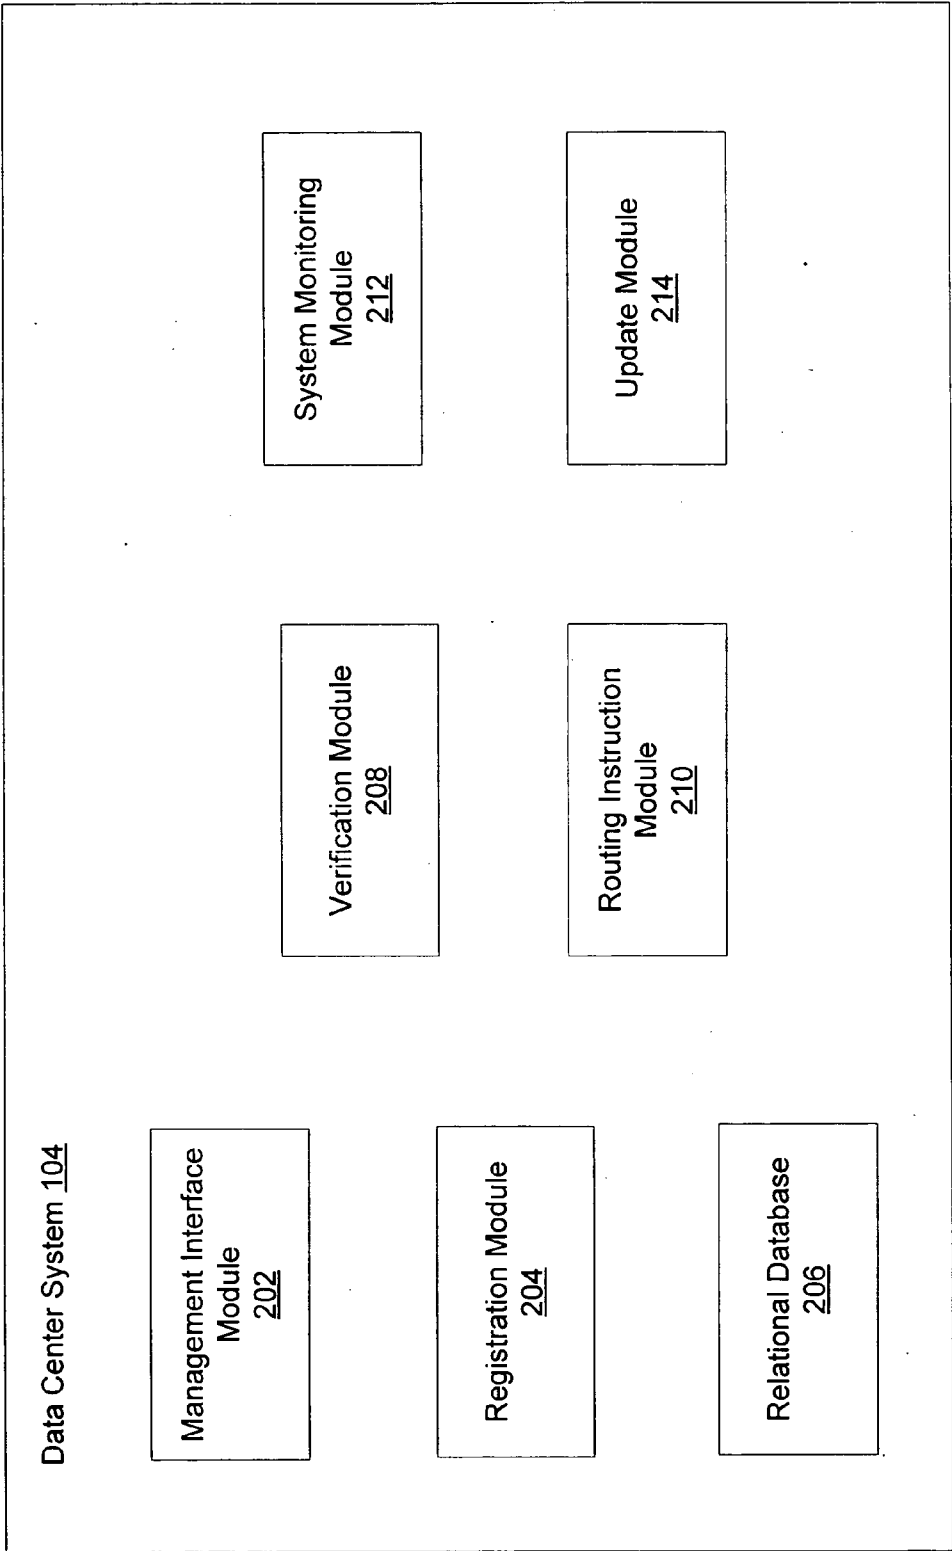 Data Center System 104
Management Interface
Module
202
Registration Module
204
Relational Database
206
Verification Module
208
Routing Instruction
Module
210
System Monitoring
Module
212
Update Module
214